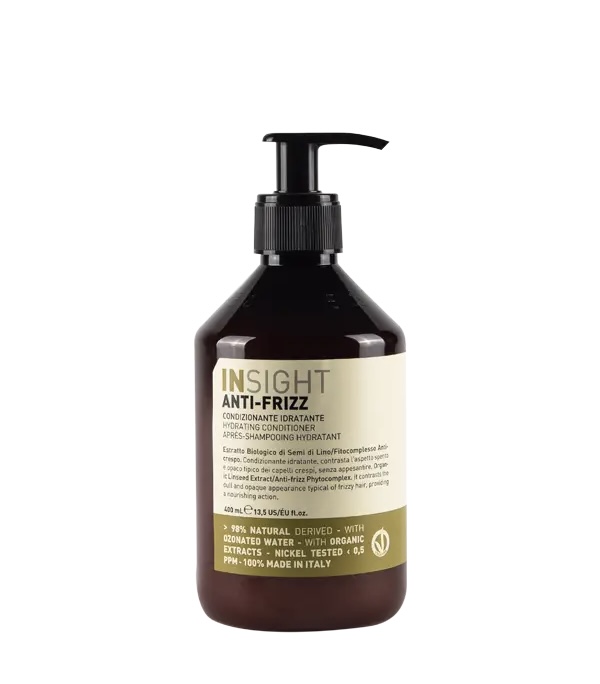 INSIGHT
ANTI-FRIZZ
CONDIZIONANTE IDRATANTE
HYDRATING CONDITIONER
APRÈS-SHAMPOOING HYDRATANT
Estratto Biologico di Semi di Lino/Fitocomplesso Anti-
crespo. Condizionante idratante, contrasta l'aspetto spento
e opaco tipico dei capelli crespi, senza appesantire. Organ-
ic Linseed Extract/Anti-frizz Phytocomplex. It contrasts the
dull and opaque appearance typical of frizzy hair, providing
a nourishing action.
400 mL e 13,5 US/ÉU fl.oz.
> 98% NATURAL DERIVED - WITH
OZONATED WATER - WITH ORGANIC
EXTRACTS - NICKEL TESTED < 0,5
PPM - 100% MADE IN ITALY